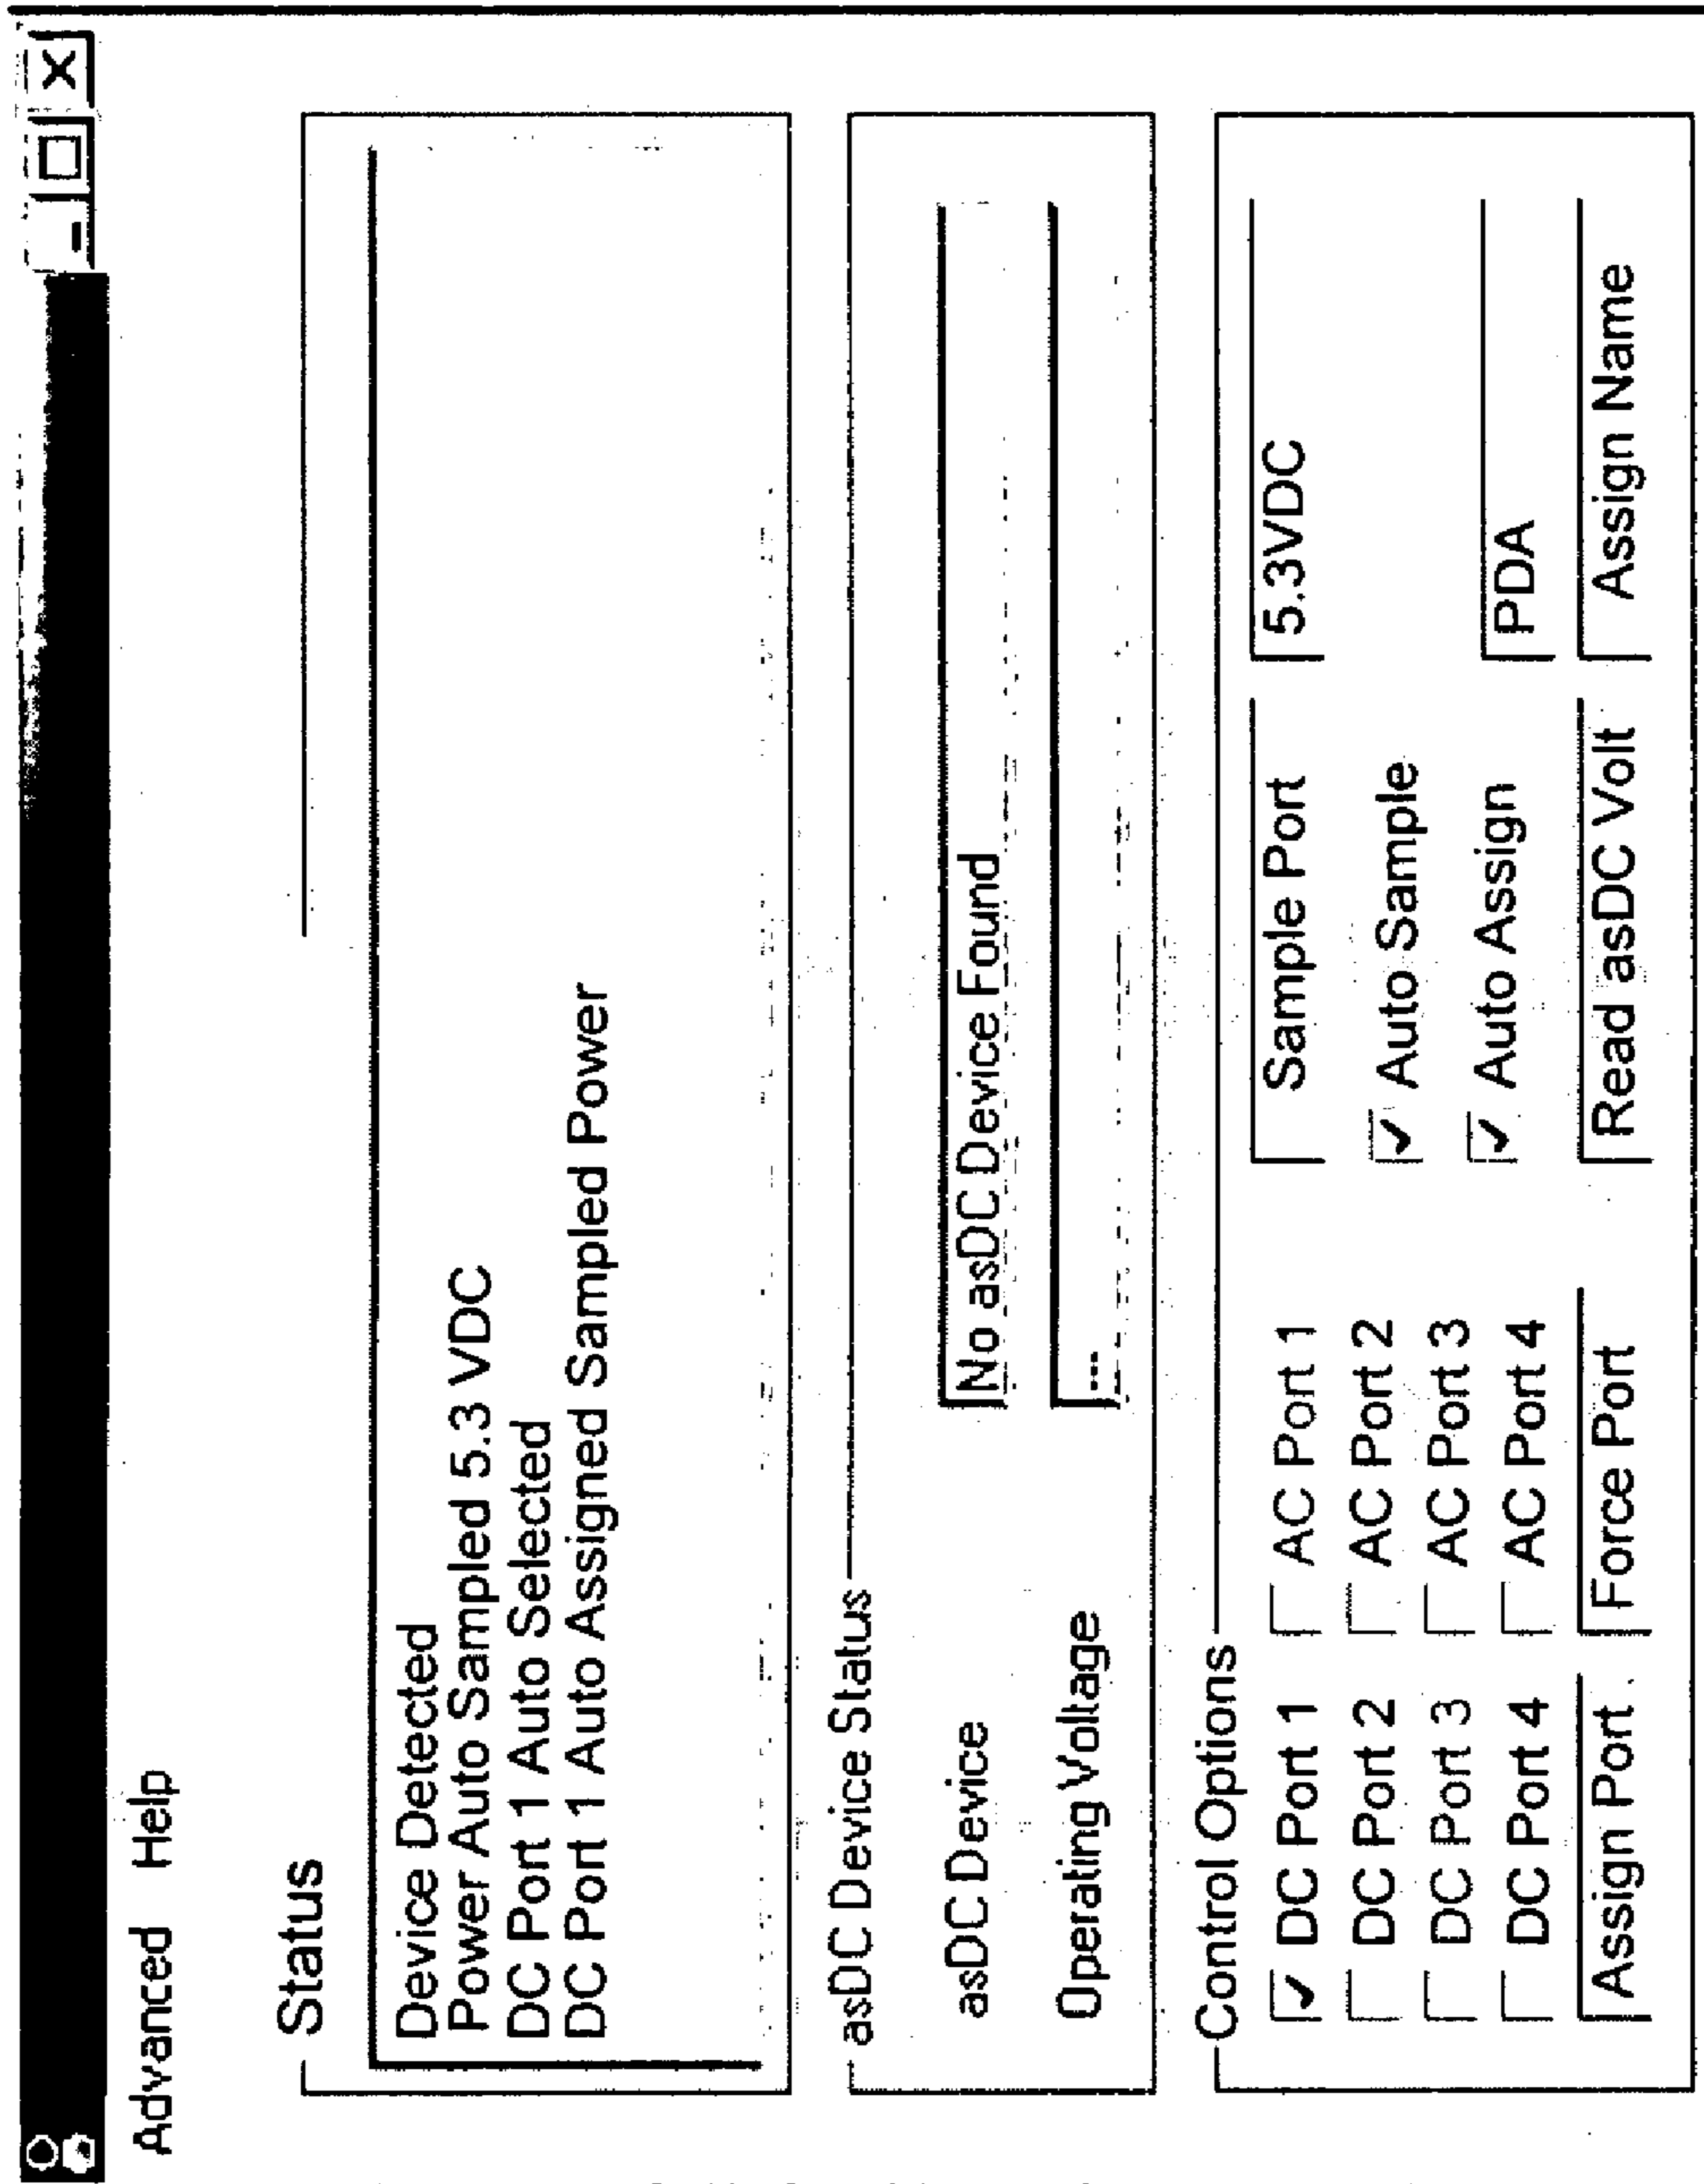 Advanced Help
Status
Device Detected
Power Auto Sampled 5.3 VDC
DC Port 1 Auto Selected
DC Port 1 Auto Assigned Sampled Power
asDC Device Status
asDC Device No asDC Device Found
Operating Voltage ---
Control Options
DC Port 1 AC Port 1 Sample Port 5.3VDC
DC Port 2 AC Port 2 Auto Sample
DC Port 3 AC Port 3 Auto Assign PDA
DC Port 4 AC Port 4
Assign Port Force Port Read asDC Volt Assign Name